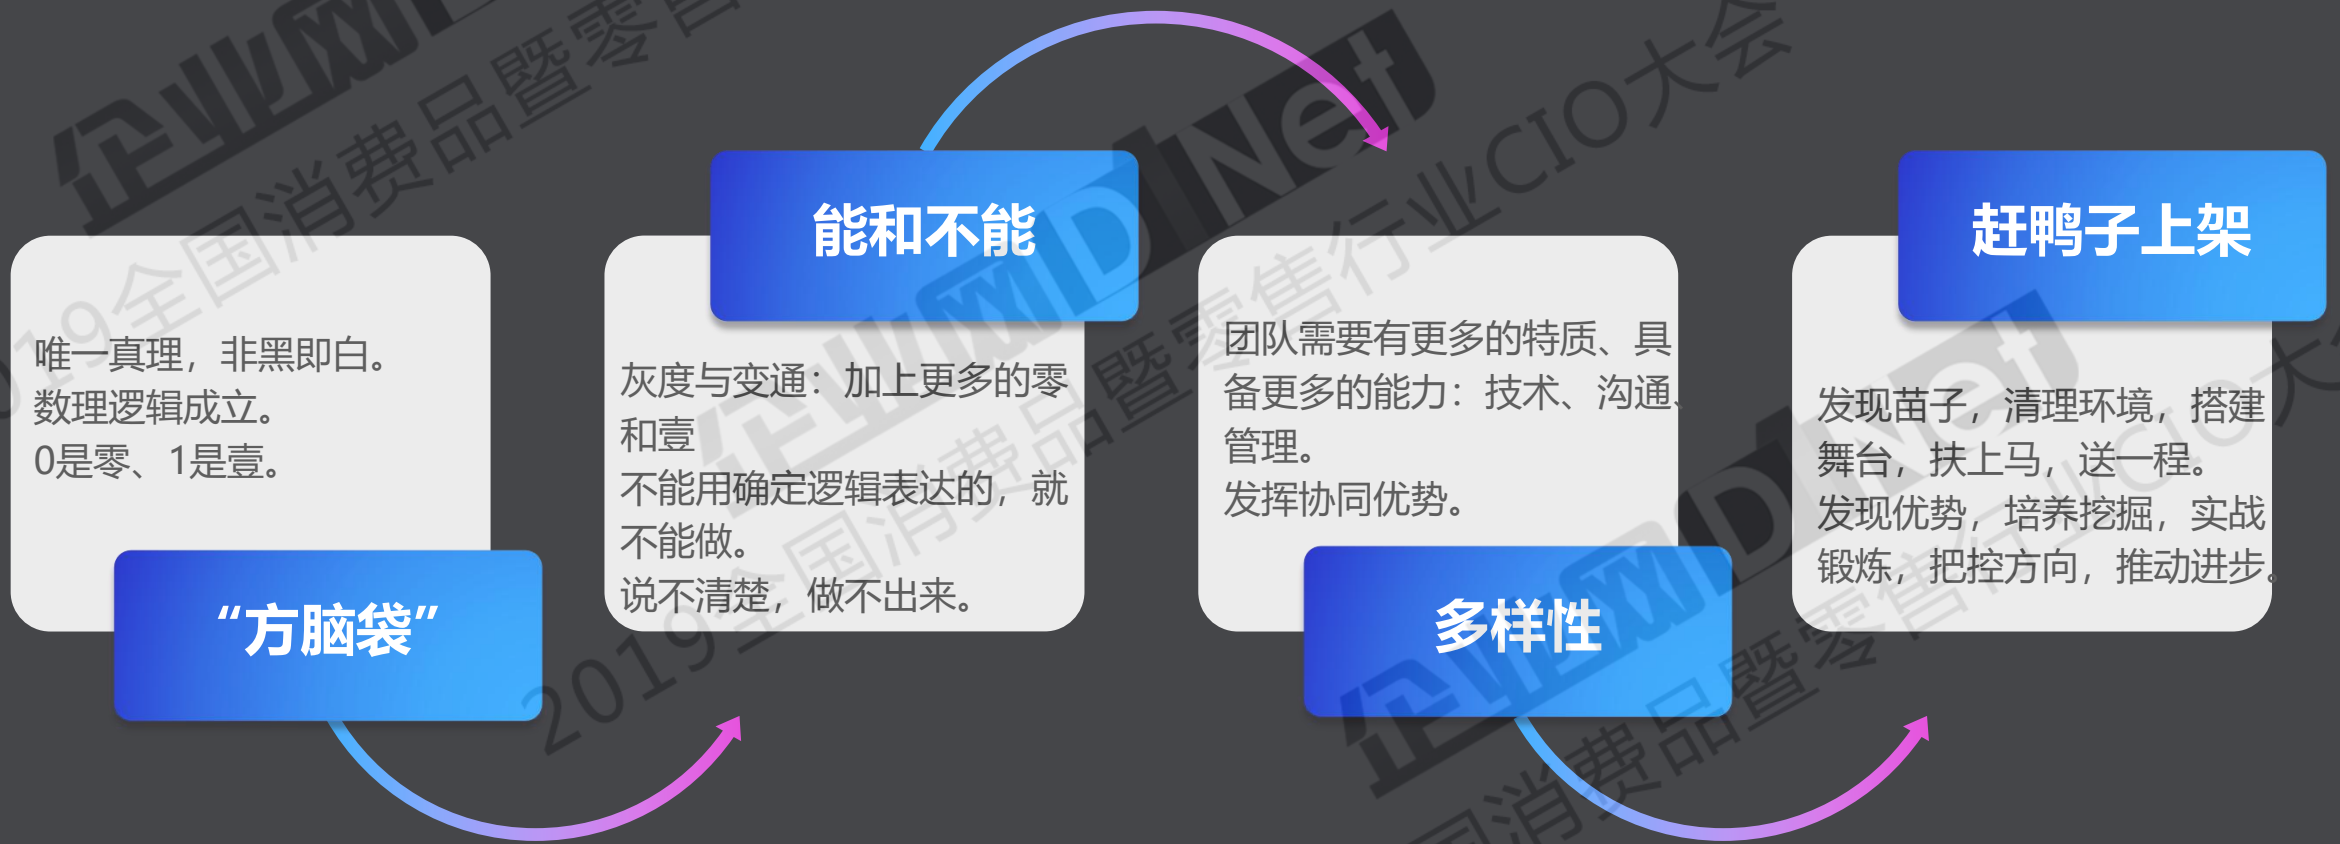 唯一真理，非黑即白。
数理逻辑成立。
0是零、1是壹。
“方脑袋”
能和不能
灰度与变通：加上更多的零
和壹
不能用确定逻辑表达的，就
不能做。
说不清楚，做不出来。
团队需要有更多的特质、具
备更多的能力：技术、沟通、
管理。
发挥协同优势。
多样性
赶鸭子上架
发现苗子，清理环境，搭建
舞台，扶上马，送一程。
发现优势，培养挖掘，实战
锻炼，把控方向，推动进步。
企业网D1Net
2019全国消费品暨零售行业CIO大会